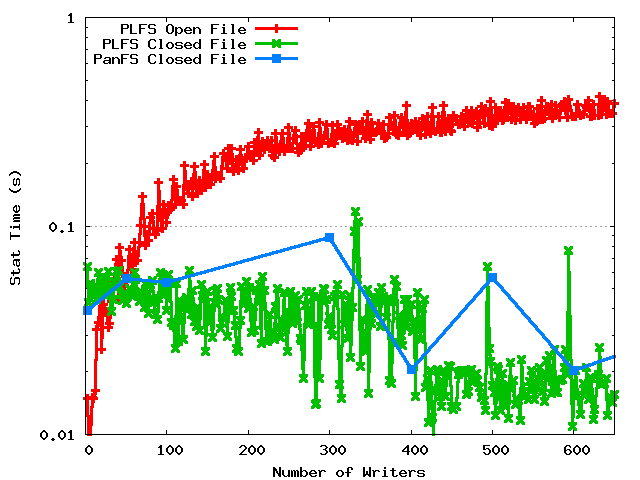 1
PLFS Open File
PLFS Closed File
PanFS Closed File
Stat Time (s)
0.1
0.01
0 100 200 300 400 500 600
Number of Writers